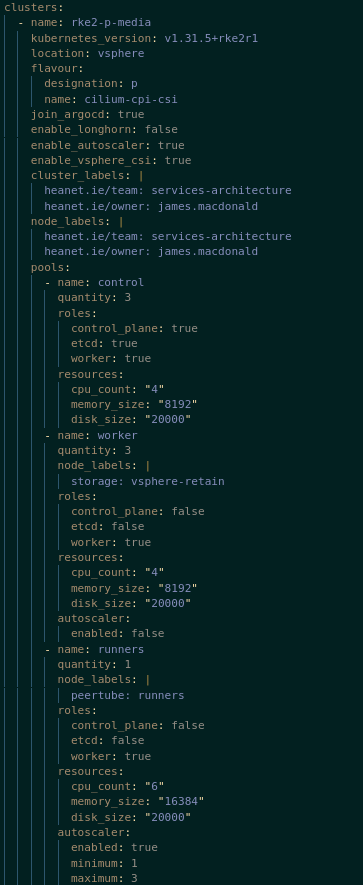 clusters:
  - name: rke2-p-media
    kubernetes_version: v1.31.5+rke2r1
    location: vsphere
    flavour:
      designation: p
      name: cilium-cpi-csi
    join_argocd: true
    enable_longhorn: false
    enable_autoscaler: true
    enable_vsphere_csi: true
    cluster_labels: |
      heanet.ie/team: services-architecture
      heanet.ie/owner: james.macdonald
    node_labels: |
      heanet.ie/team: services-architecture
      heanet.ie/owner: james.macdonald
    pools:
      - name: control
        quantity: 3
        roles:
          control_plane: true
          etcd: true
          worker: true
        resources:
          cpu_count: "4"
          memory_size: "8192"
          disk_size: "20000"
      - name: worker
        quantity: 3
        node_labels: |
          storage: vsphere-retain
        roles:
          control_plane: false
          etcd: false
          worker: true
        resources:
          cpu_count: "4"
          memory_size: "8192"
          disk_size: "20000"
        autoscaler:
          enabled: false
      - name: runners
        quantity: 1
        node_labels: |
          peertube: runners
        roles:
          control_plane: false
          etcd: false
          worker: true
        resources:
          cpu_count: "6"
          memory_size: "16384"
          disk_size: "20000"
        autoscaler:
          enabled: true
          minimum: 1
          maximum: 3